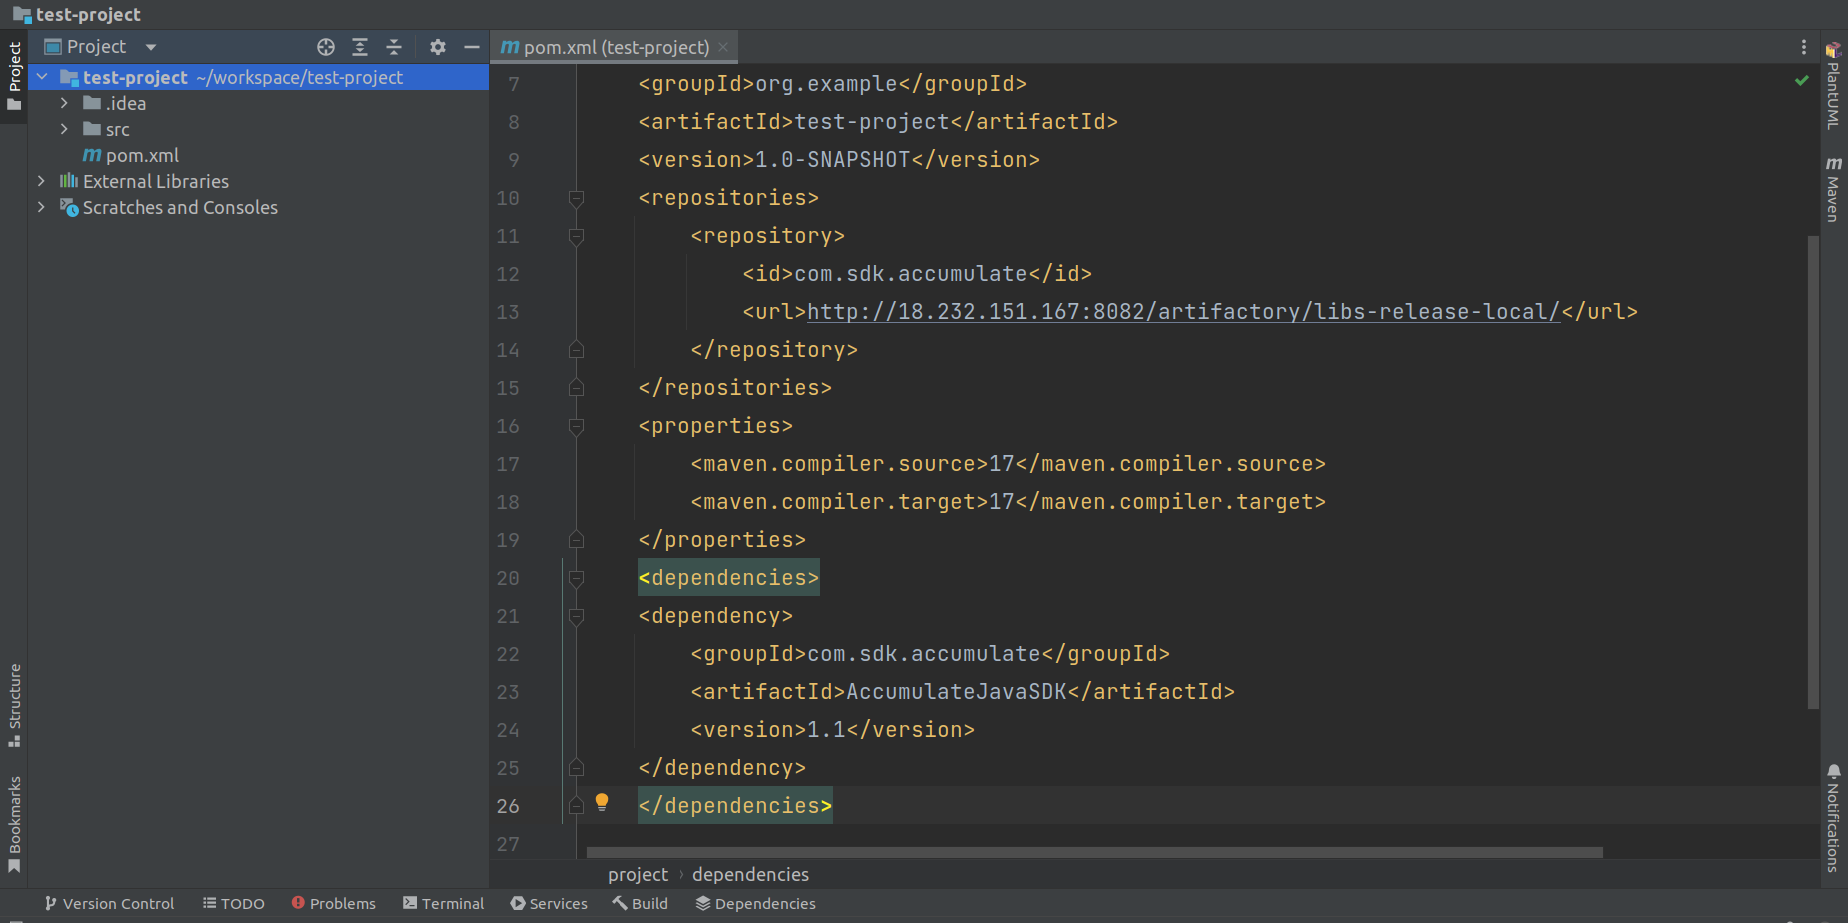 test-project
Project
Project
test-project ~/workspace/test-project
.idea
src
m pom.xml
External Libraries
Scratches and Consoles
Structure
Bookmarks
m pom.xml (test-project)
7 <groupId>org.example</groupId>
8 <artifactId>test-project</artifactId>
9 <version>1.0-SNAPSHOT</version>
10 <repositories>
11 <repository>
12 <id>com.sdk.accumulate</id>
13 <url>http://18.232.151.167:8082/artifactory/libs-release-local/</url>
14 </repository>
15 </repositories>
16 <properties>
17 <maven.compiler.source>17</maven.compiler.source>
18 <maven.compiler.target>17</maven.compiler.target>
19 </properties>
20 <dependencies>
21 <dependency>
22 <groupId>com.sdk.accumulate</groupId>
23 <artifactId>AccumulateJavaSDK</artifactId>
24 <version>1.1</version>
25 </dependency>
26 </dependencies>
27
project › dependencies
PlantUML
m Maven
Notifications
Version Control TODO Problems Terminal Services Build Dependencies